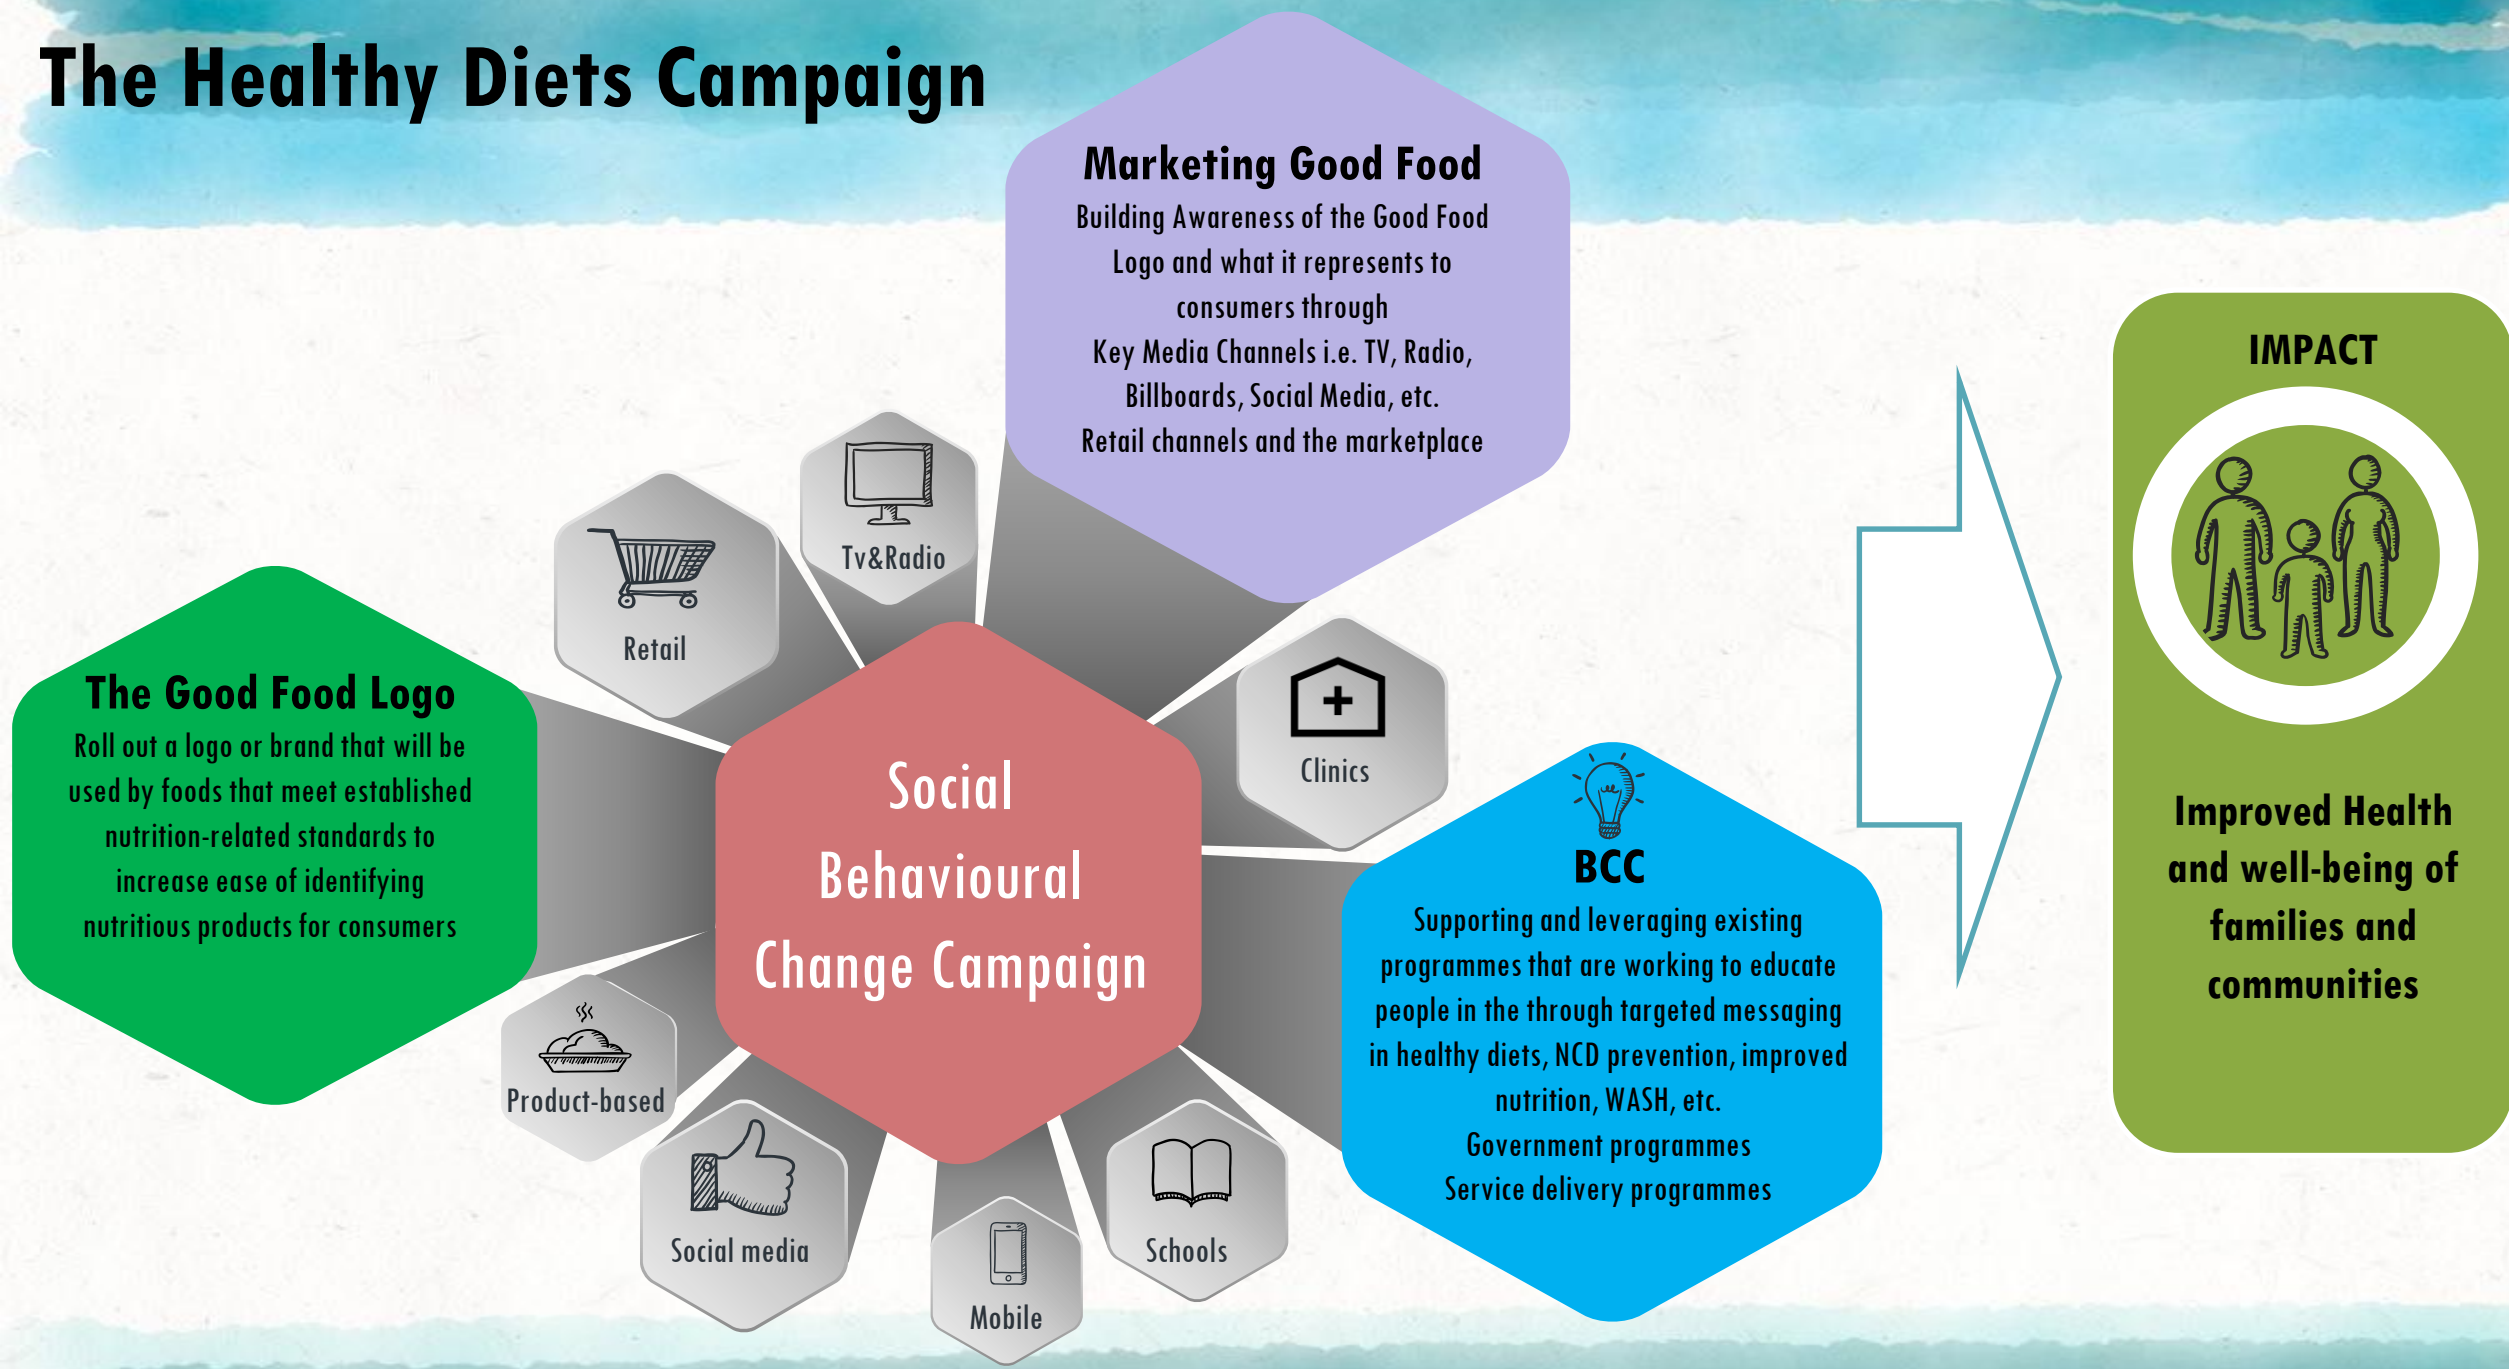 The Healthy Diets Campaign
Marketing Good Food
Building Awareness of the Good Food
Logo and what it represents to
consumers through
Key Media Channels i.e. TV, Radio,
Billboards, Social Media, etc.
Retail channels and the marketplace
Tv&Radio
Retail
The Good Food Logo
Roll out a logo or brand that will be
used by foods that meet established
nutrition-related standards to
increase ease of identifying
nutritious products for consumers
Social
Behavioural
Change Campaign
Clinics
BCC
Supporting and leveraging existing
programmes that are working to educate
people in the through targeted messaging
in healthy diets, NCD prevention, improved
nutrition, WASH, etc.
Government programmes
Service delivery programmes
Product-based
Social media
Mobile
Schools
IMPACT
Improved Health
and well-being of
families and
communities